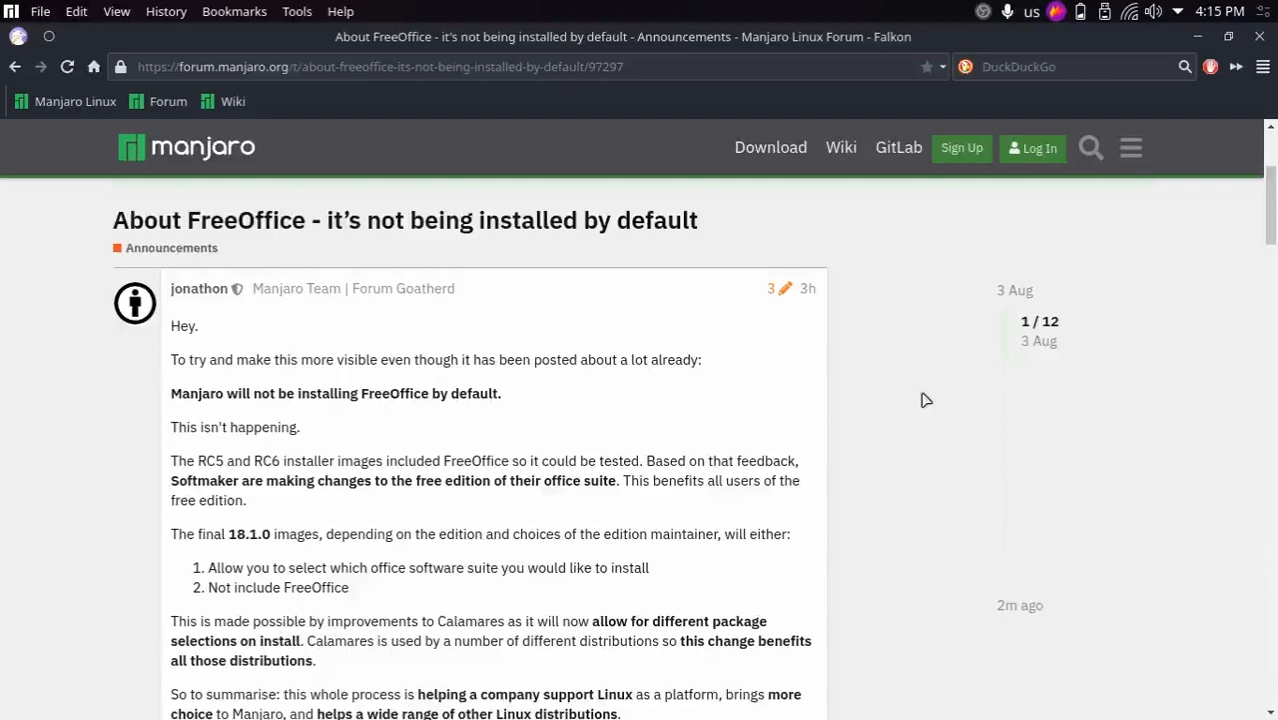 File Edit View History Bookmarks Tools Help us 4:15 PM
About FreeOffice - it's not being installed by default - Announcements - Manjaro Linux Forum - Falkon
https://forum.manjaro.org/t/about-freeoffice-its-not-being-installed-by-default/97297 DuckDuckGo
Manjaro Linux Forum Wiki
manjaro Download Wiki GitLab Sign Up Log In
About FreeOffice - it’s not being installed by default
Announcements
jonathon Manjaro Team | Forum Goatherd 3 3h
3 Aug
1 / 12
3 Aug
Hey.
To try and make this more visible even though it has been posted about a lot already:
Manjaro will not be installing FreeOffice by default.
This isn't happening.
The RC5 and RC6 installer images included FreeOffice so it could be tested. Based on that feedback,
Softmaker are making changes to the free edition of their office suite. This benefits all users of the
free edition.
The final 18.1.0 images, depending on the edition and choices of the edition maintainer, will either:
1. Allow you to select which office software suite you would like to install
2. Not include FreeOffice
2m ago
This is made possible by improvements to Calamares as it will now allow for different package
selections on install. Calamares is used by a number of different distributions so this change benefits
all those distributions.
So to summarise: this whole process is helping a company support Linux as a platform, brings more
choice to Manjaro, and helps a wide range of other Linux distributions.